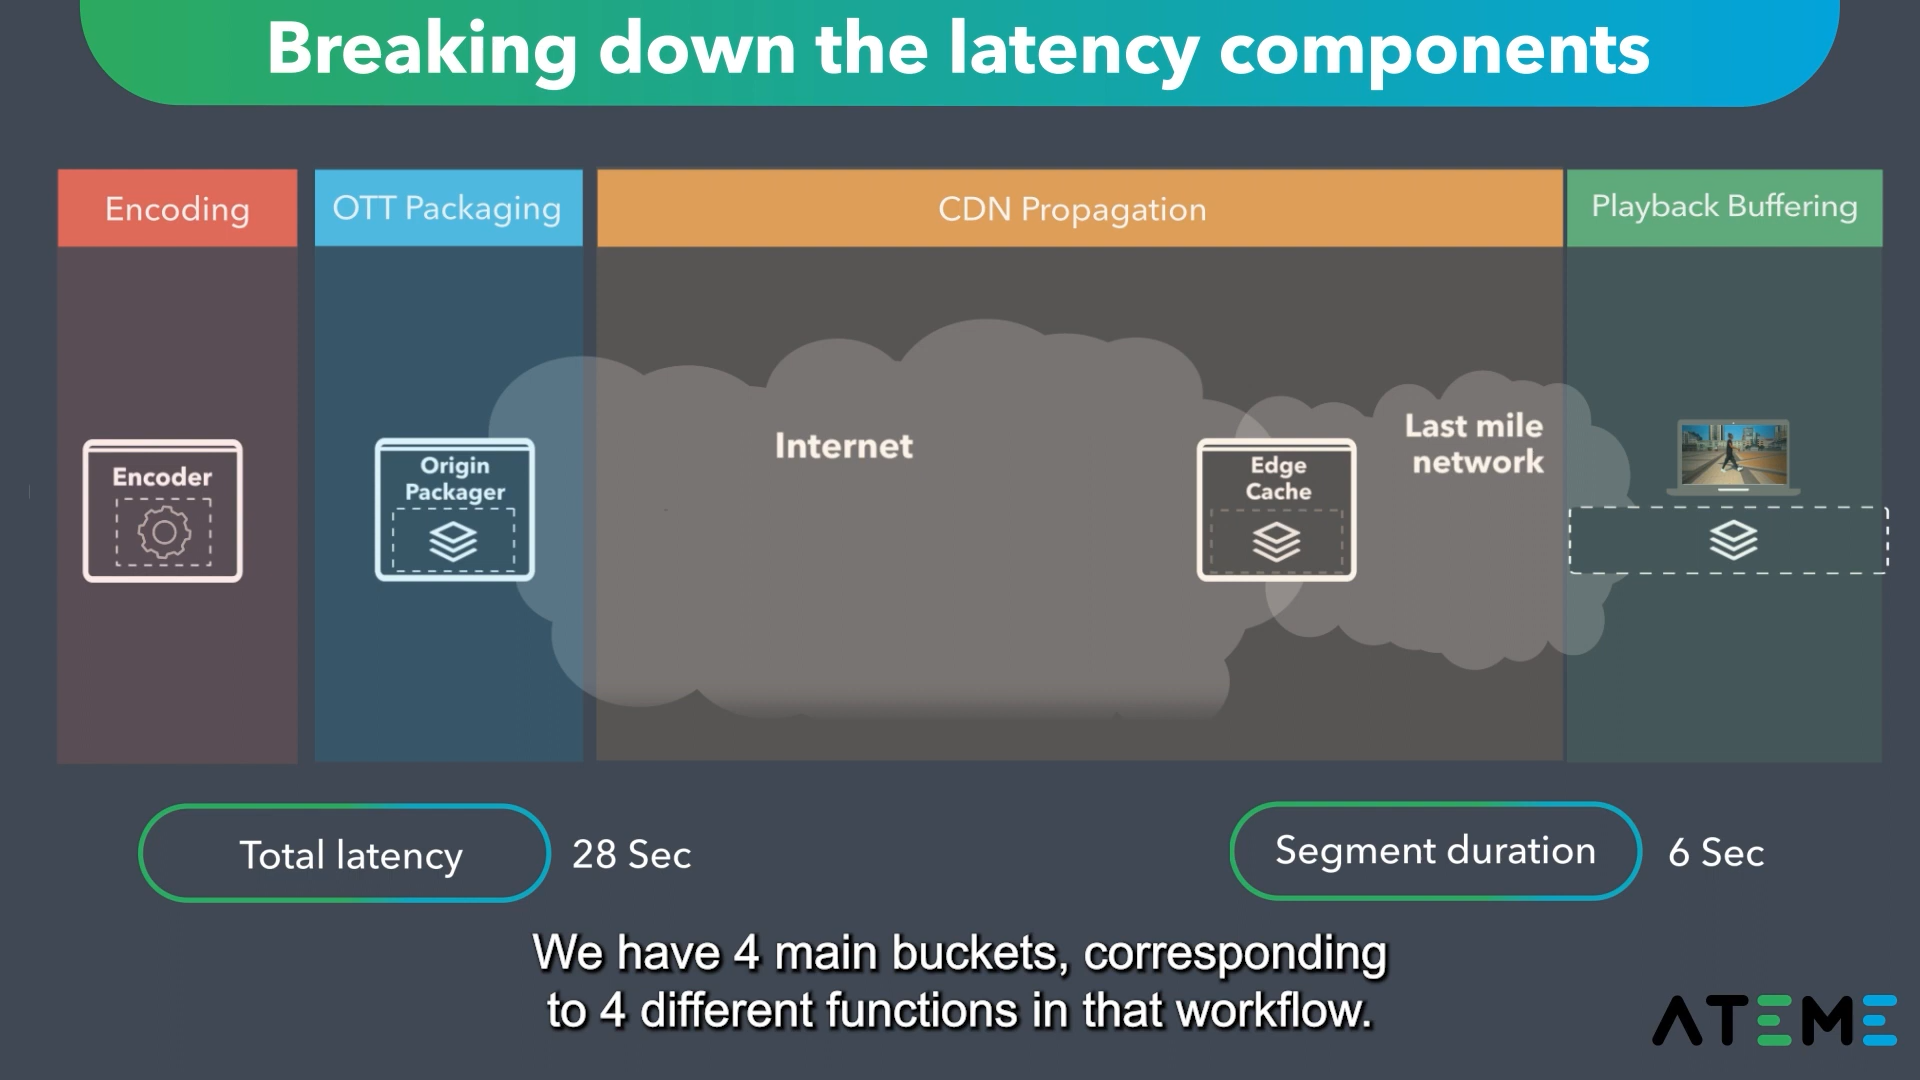 Breaking down the latency components
Encoding
OTT Packaging
CDN Propagation
Playback Buffering
Encoder
Origin
Packager
Internet
Edge
Cache
Last mile
network
Total latency
28 Sec
Segment duration
6 Sec
We have 4 main buckets, corresponding
to 4 different functions in that workflow.
ATEME